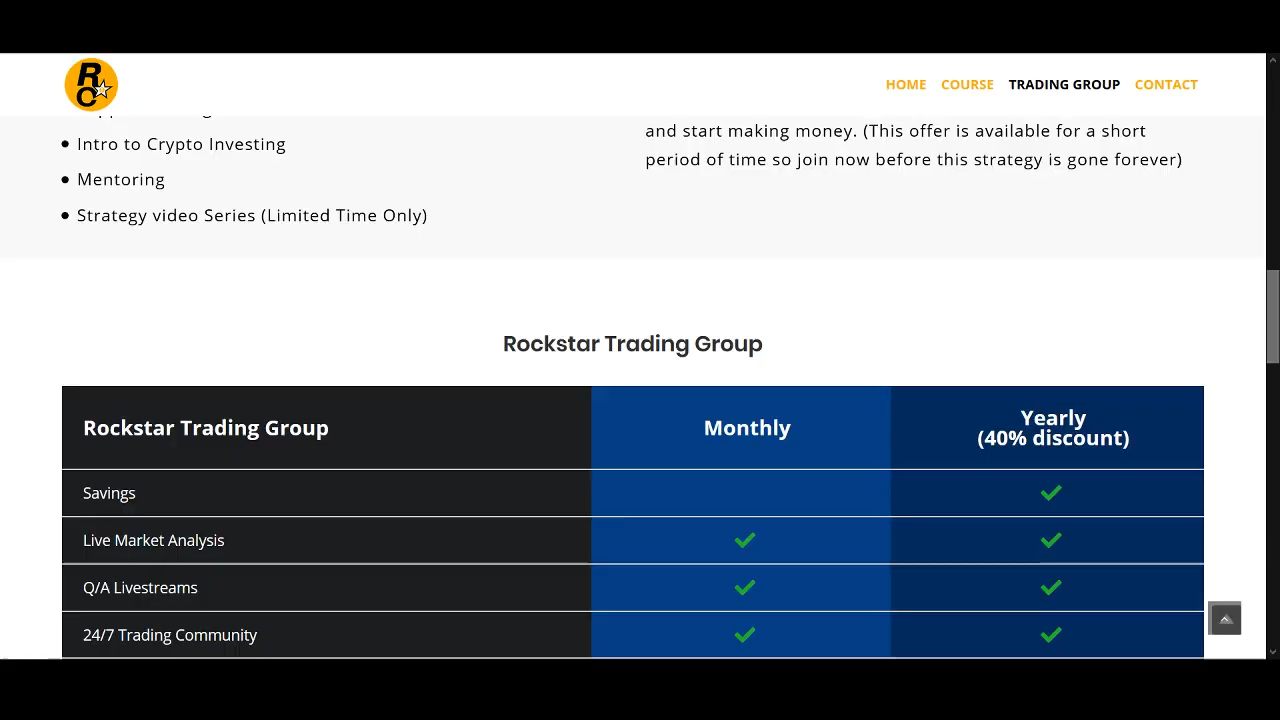 R
C
HOME COURSE TRADING GROUP CONTACT
Intro to Crypto Investing
Mentoring
Strategy video Series (Limited Time Only)
and start making money. (This offer is available for a short
period of time so join now before this strategy is gone forever)
Rockstar Trading Group
Rockstar Trading Group Monthly Yearly
(40% discount)
Savings
Live Market Analysis
Q/A Livestreams
24/7 Trading Community